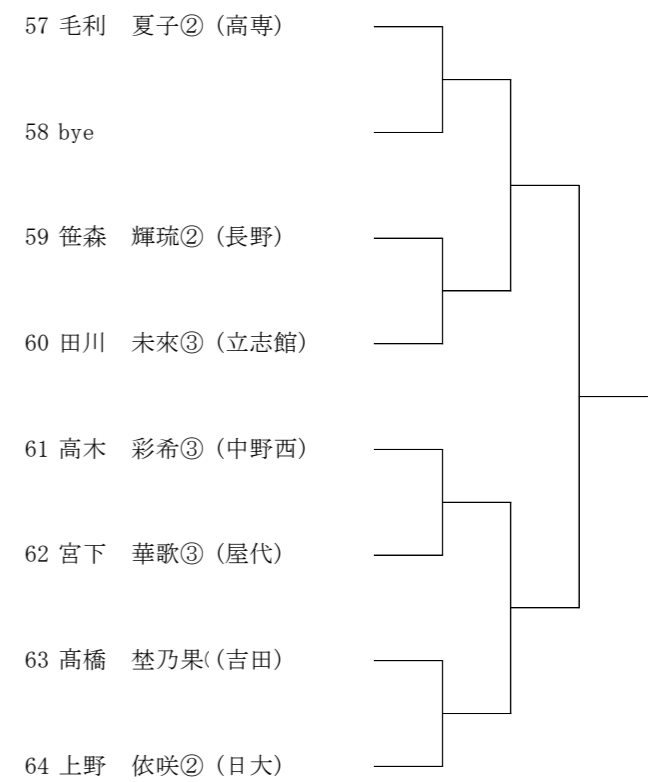 57 毛利　夏子②（高専）
58 bye
59 笹森　輝琉②（長野）
60 田川　未來③（立志館）
61 高木　彩希③（中野西）
62 宮下　華歌③（屋代）
63 髙橋　埜乃果（（吉田）
64 上野　依咲②（日大）